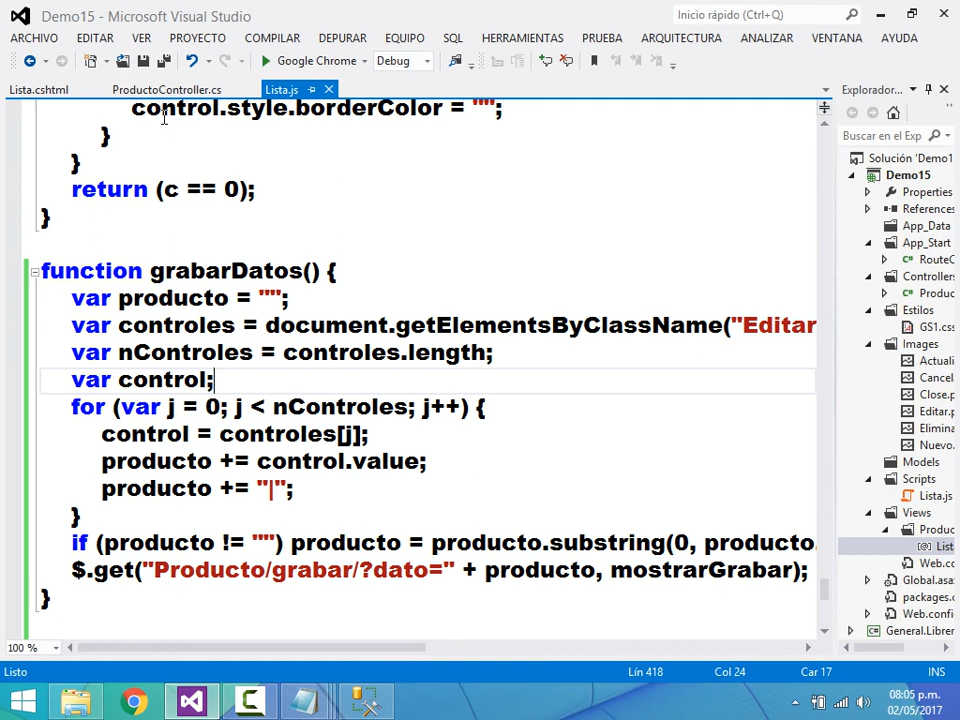 Demo15 - Microsoft Visual Studio
Inicio rápido (Ctrl+Q)
ARCHIVO EDITAR VER PROYECTO COMPILAR DEPURAR EQUIPO SQL HERRAMIENTAS PRUEBA ARQUITECTURA ANALIZAR VENTANA AYUDA
Google Chrome Debug
Lista.cshtml ProductoController.cs Lista.js
Explorador...
control.style.borderColor = "";
}
}
return (c == 0);
}
function grabarDatos() {
var producto = "";
var controles = document.getElementsByClassName("Editar
var nControles = controles.length;
var control;
for (var j = 0; j < nControles; j++) {
control = controles[j];
producto += control.value;
producto += "|";
}
if (producto != "") producto = producto.substring(0, producto.
$.get("Producto/grabar/?dato=" + producto, mostrarGrabar);
}
100 %
Buscar en el Exp
Solución 'Demo1
Demo15
Properties
References
App_Data
App_Start
RouteC
Controllers
Produc
Estilos
GS1.css
Images
Actuali
Cancel
Close.p
Editar.p
Elimina
Nuevo.
Models
Scripts
Lista.js
Views
Produc
List
Web.co
Global.asa
packages.c
Web.confi
General.Librer
Listo Lín 418 Col 24 Car 17 INS
08:05 p.m.
02/05/2017